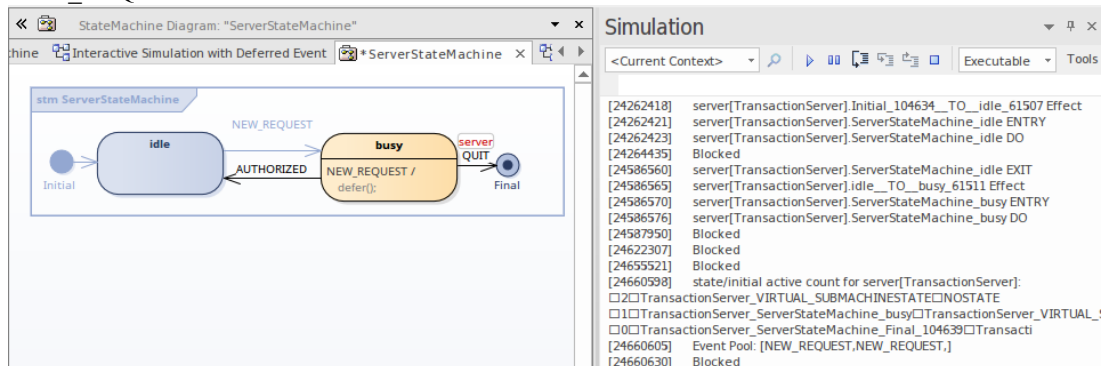 StateMachine Diagram: "ServerStateMachine"
hine Interactive Simulation with Deferred Event * ServerStateMachine
stm ServerStateMachine
idle
NEW_REQUEST
busy
NEW_REQUEST /
defer();
AUTHORIZED
server
QUIT
Initial
Final
Simulation
<Current Context>
Executable
Tools
[24262418] server[TransactionServer].Initial_104634__TO__idle_61507 Effect
[24262421] server[TransactionServer].ServerStateMachine_idle ENTRY
[24262423] server[TransactionServer].ServerStateMachine_idle DO
[24264435] Blocked
[24586560] server[TransactionServer].ServerStateMachine_idle EXIT
[24586565] server[TransactionServer].idle__TO__busy_61511 Effect
[24586570] server[TransactionServer].ServerStateMachine_busy ENTRY
[24586576] server[TransactionServer].ServerStateMachine_busy DO
[24587950] Blocked
[24622307] Blocked
[24655521] Blocked
[24660598] state/initial active count for server[TransactionServer]:
□2□TransactionServer_VIRTUAL_SUBMACHINESTATE□NOSTATE
□1□TransactionServer_ServerStateMachine_busy□TransactionServer_VIRTUAL_S
□0□TransactionServer_ServerStateMachine_Final_104639□Transacti
[24660605] Event Pool: [NEW_REQUEST,NEW_REQUEST,]
[24660630] Blocked